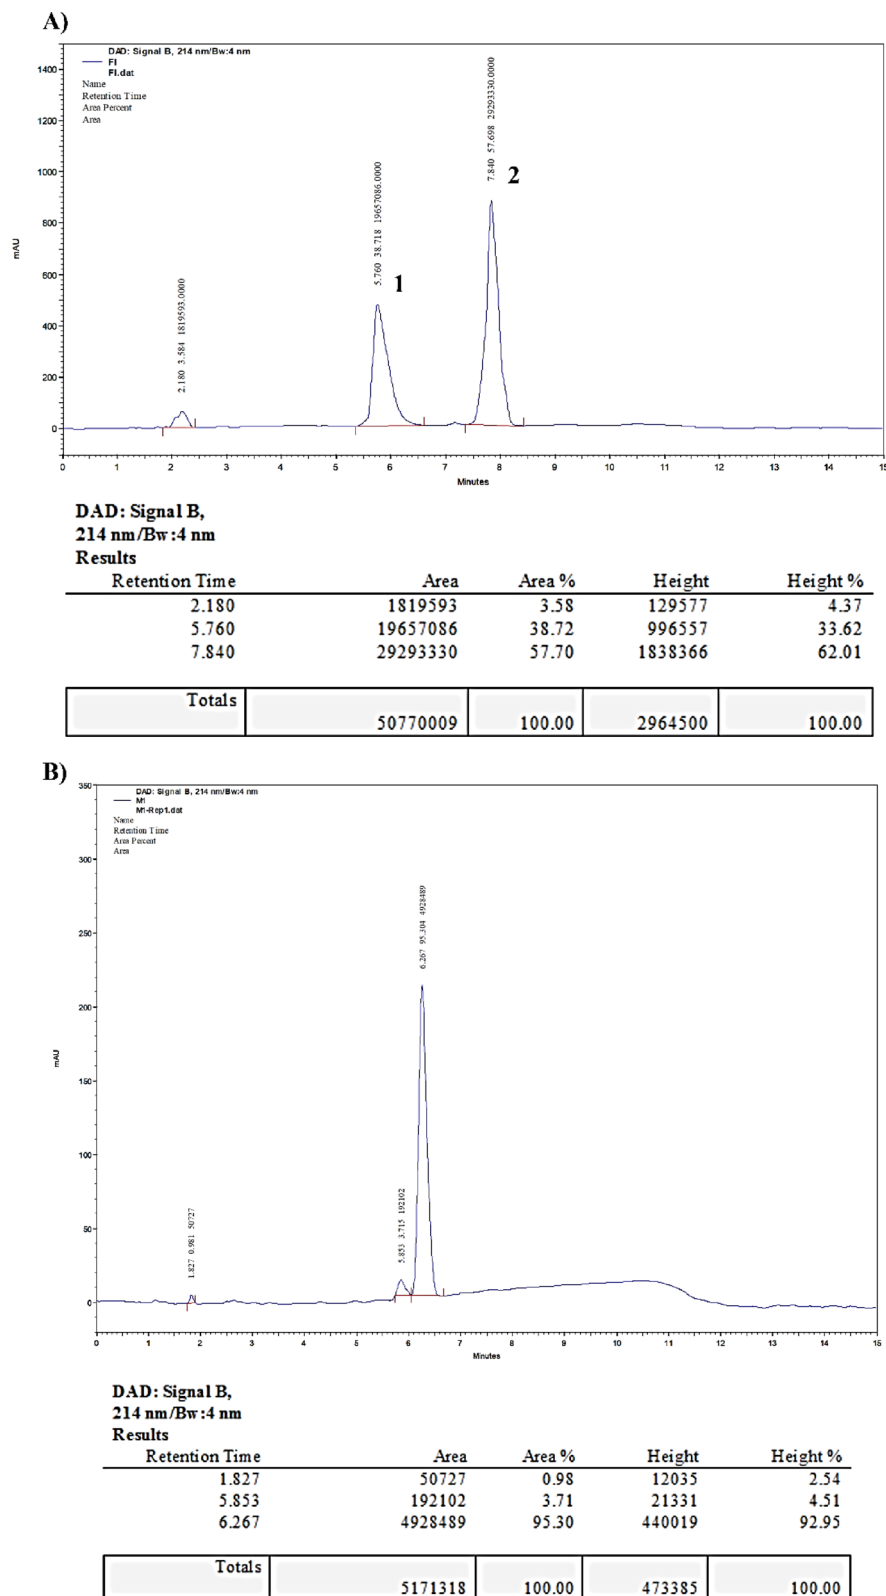 A)
DAD: Signal B, 214 nm/Bw:4 nm
FI
FI.dat
Name
Retention Time
Area Percent
Area
1400
1200
1000
800
600
400
200
0
mAU
2.180 3.584 1819593.0000
5.760 38.718 19657086.0000
1
7.840 57.698 29293330.0000
2
0 1 2 3 4 5 6 7 8 9 10 11 12 13 14 15
Minutes
DAD: Signal B,
214 nm/Bw:4 nm
Results
Retention Time Area Area % Height Height %
2.180 1819593 3.58 129577 4.37
5.760 19657086 38.72 996557 33.62
7.840 29293330 57.70 1838366 62.01
Totals
50770009 100.00 2964500 100.00
B)
DAD: Signal B, 214 nm/Bw:4 nm
M1
M1-Rep1.dat
Name
Retention Time
Area Percent
Area
350
300
250
200
150
100
50
0
mAU
1.827 0.981 50727
5.853 3.715 192102
6.267 95.304 4928489
0 1 2 3 4 5 6 7 8 9 10 11 12 13 14 15
Minutes
DAD: Signal B,
214 nm/Bw:4 nm
Results
Retention Time Area Area % Height Height %
1.827 50727 0.98 12035 2.54
5.853 192102 3.71 21331 4.51
6.267 4928489 95.30 440019 92.95
Totals
5171318 100.00 473385 100.00